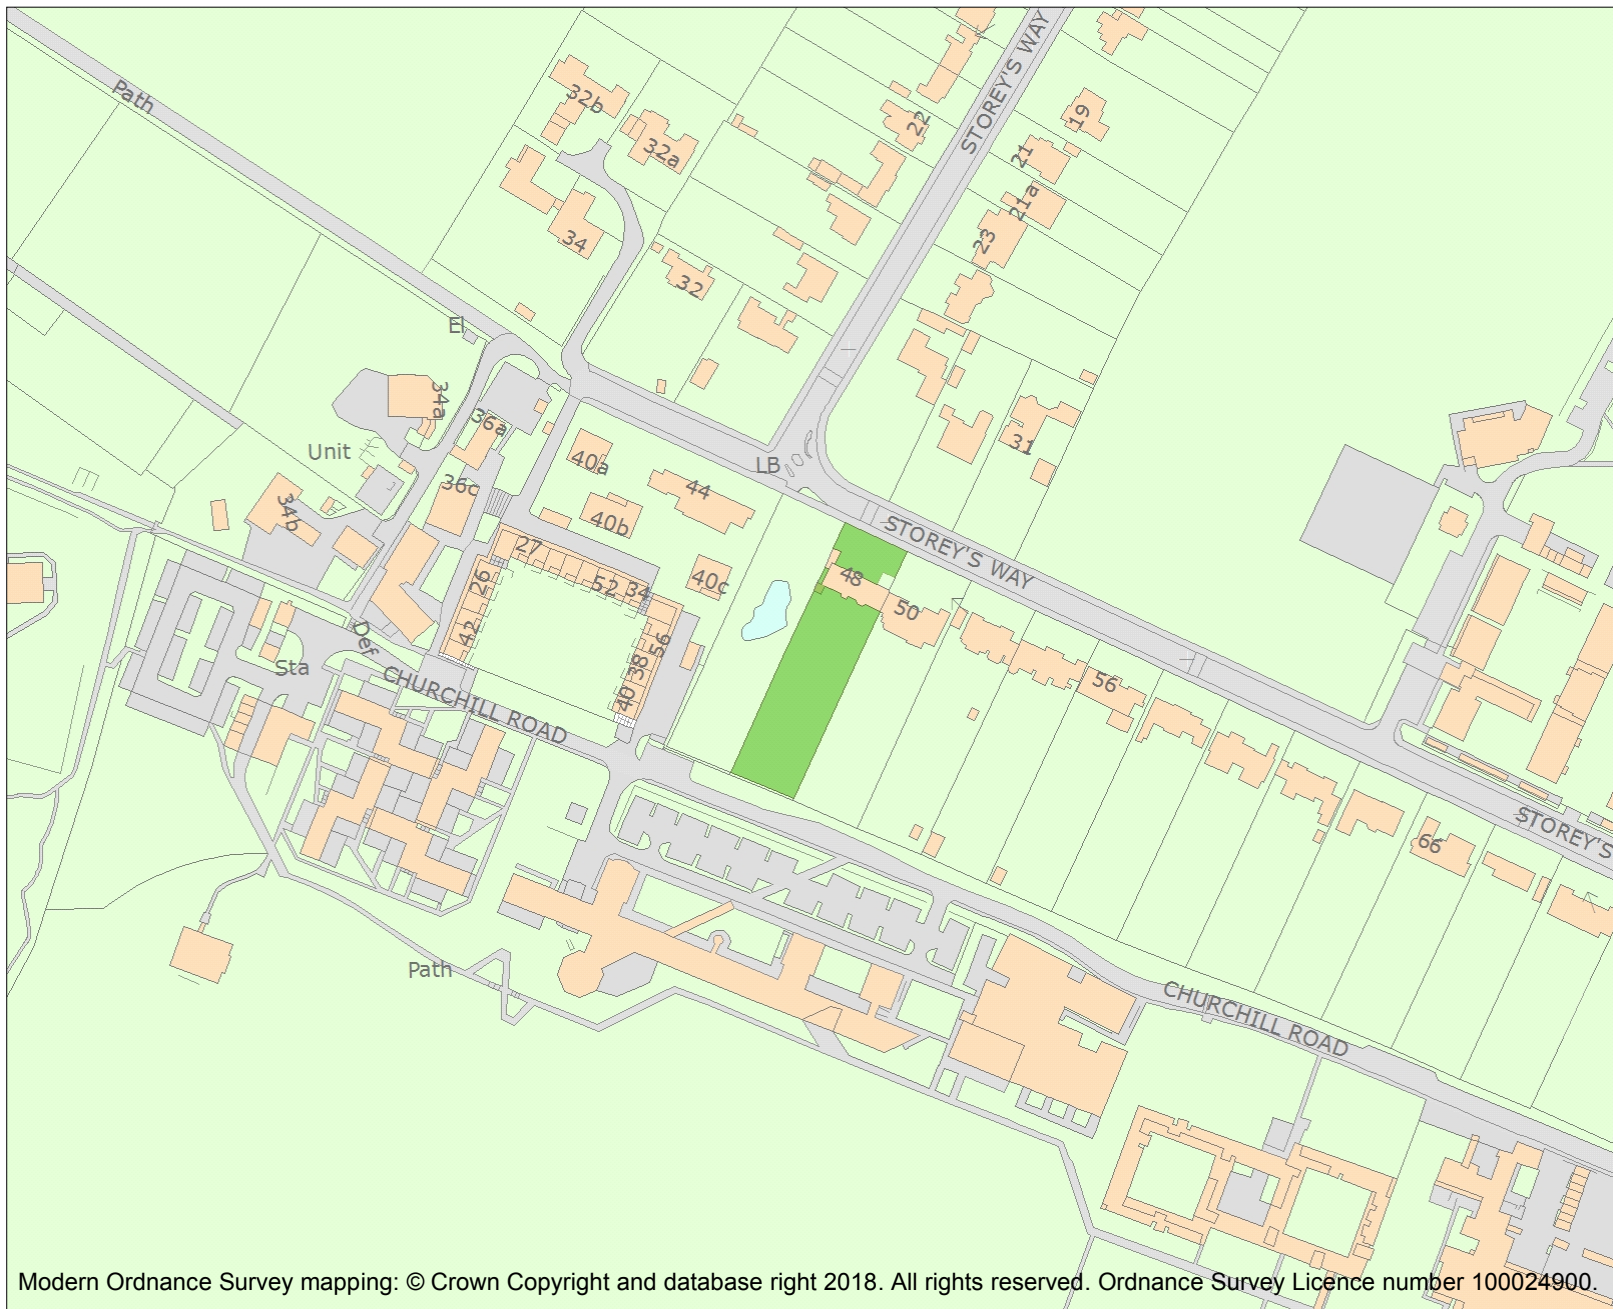 STOREY'S WAY
Path
32b
32a
22
19
21
21a
23
34
32
El
34a
36a
31
Unit
40a
LB
44
36c
34b
40b
STOREY'S WAY
27
48
26
52
34
40c
50
Def
42
56
Sta
38
40
56
CHURCHILL ROAD
STOREY'S
66
Path
CHURCHILL ROAD
Modern Ordnance Survey mapping: © Crown Copyright and database right 2018. All rights reserved. Ordnance Survey Licence number 100024900.